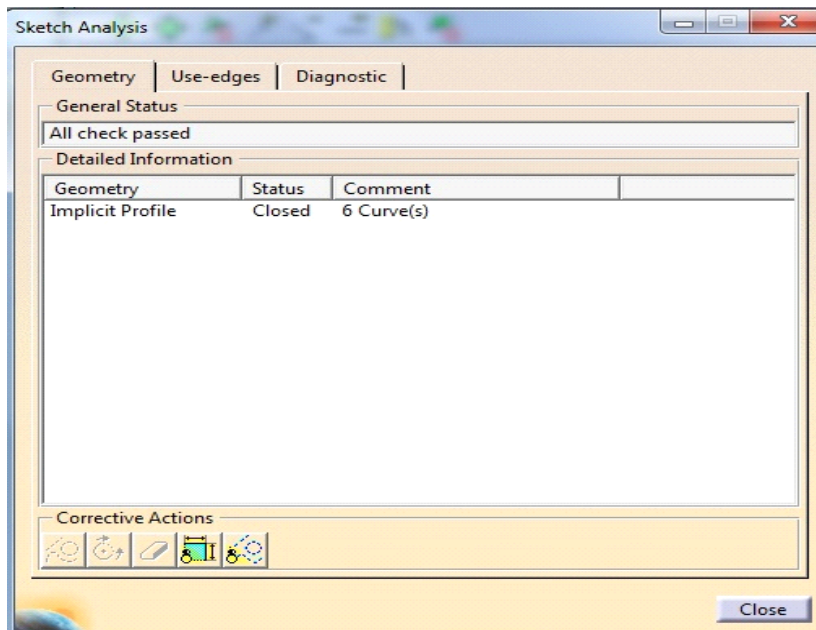 Sketch Analysis
Geometry Use-edges Diagnostic
General Status
All check passed
Detailed Information
Geometry Status Comment
Implicit Profile Closed 6 Curve(s)
Corrective Actions
Close